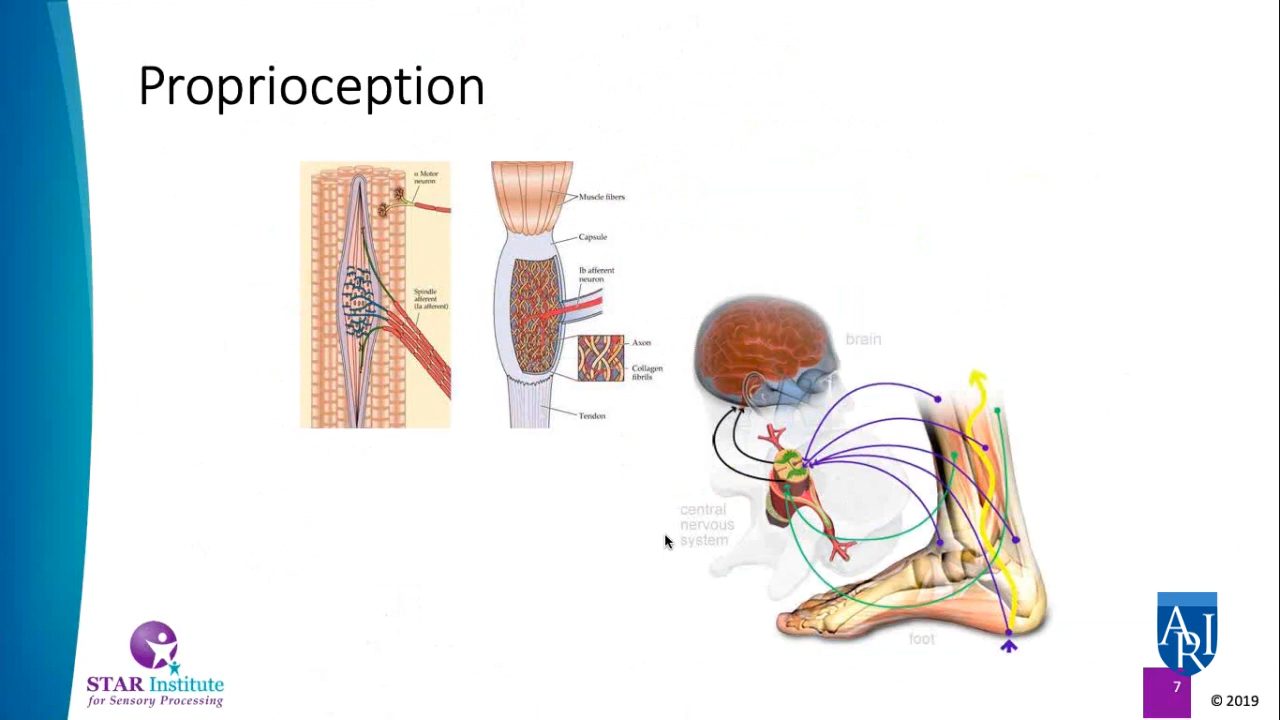 Proprioception
α Motor
neuron
Spindle
afferent
(Ia afferent)
Muscle fibers
Capsule
Ib afferent
neuron
Axon
Collagen
fibrils
Tendon
brain
central
nervous
system
foot
STAR Institute
for Sensory Processing
ARI
7
© 2019